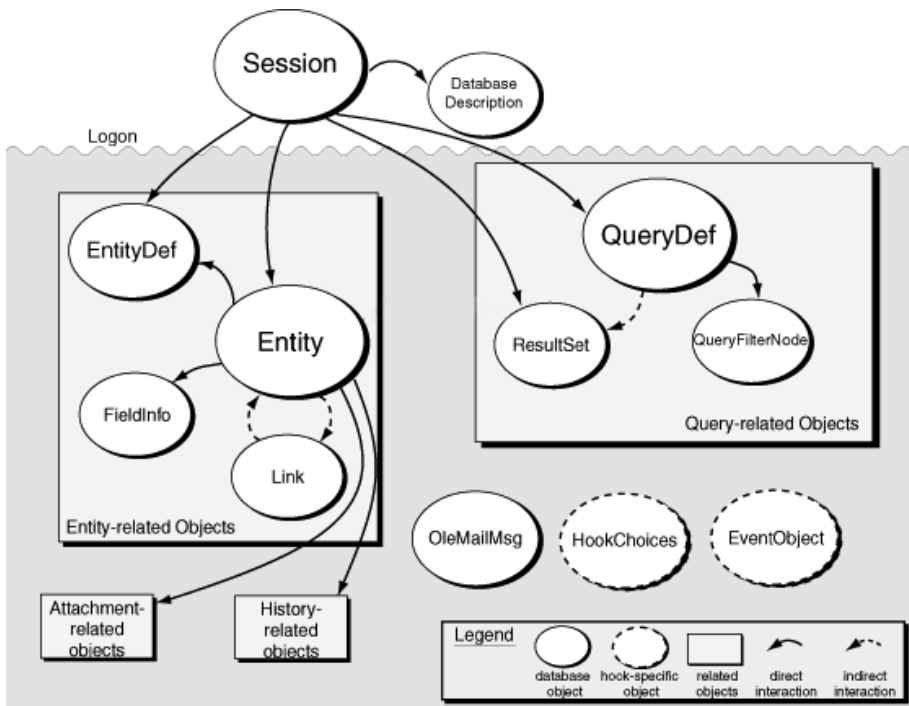 Session
Database
Description
Logon
EntityDef
QueryDef
Entity
ResultSet
QueryFilterNode
FieldInfo
Query-related Objects
Link
Entity-related Objects
OleMailMsg
HookChoices
EventObject
Attachment-
related
objects
History-
related
objects
Legend
database
object
hook-specific
object
related
objects
direct
interaction
indirect
interaction